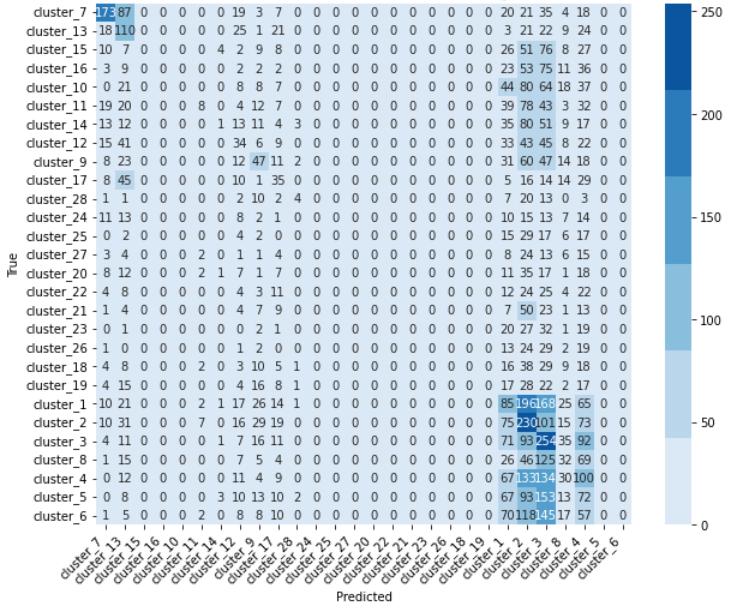 cluster_7 173 87 0 0 0 0 0 19 3 7 0 0 0 0 0 0 0 0 0 0 20 21 35 4 18 0 0
cluster_13 18 110 0 0 0 0 0 25 1 21 0 0 0 0 0 0 0 0 0 0 3 21 22 9 24 0 0
cluster_15 10 7 0 0 0 0 4 2 9 8 0 0 0 0 0 0 0 0 0 0 26 51 76 8 27 0 0
cluster_16 3 9 0 0 0 0 0 2 2 2 0 0 0 0 0 0 0 0 0 0 23 53 75 11 36 0 0
cluster_10 0 21 0 0 0 0 0 8 8 7 0 0 0 0 0 0 0 0 0 0 44 80 64 18 37 0 0
cluster_11 19 20 0 0 0 8 0 4 12 7 0 0 0 0 0 0 0 0 0 0 39 78 43 3 32 0 0
cluster_14 13 12 0 0 0 0 1 13 11 4 3 0 0 0 0 0 0 0 0 0 35 80 51 9 17 0 0
cluster_12 15 41 0 0 0 0 0 34 6 9 0 0 0 0 0 0 0 0 0 0 33 43 45 8 22 0 0
cluster_9 8 23 0 0 0 0 0 12 47 11 2 0 0 0 0 0 0 0 0 0 31 60 47 14 18 0 0
cluster_17 8 45 0 0 0 0 0 10 1 35 0 0 0 0 0 0 0 0 0 0 5 16 14 14 29 0 0
cluster_28 1 1 0 0 0 0 0 2 10 2 4 0 0 0 0 0 0 0 0 0 7 20 13 0 3 0 0
cluster_24 11 13 0 0 0 0 0 8 2 1 0 0 0 0 0 0 0 0 0 0 10 15 13 7 14 0 0
cluster_25 0 2 0 0 0 0 0 4 2 0 0 0 0 0 0 0 0 0 0 0 15 29 17 6 17 0 0
cluster_27 3 4 0 0 0 2 0 1 1 4 0 0 0 0 0 0 0 0 0 0 8 24 13 6 15 0 0
cluster_20 8 12 0 0 0 2 1 7 1 7 0 0 0 0 0 0 0 0 0 0 11 35 17 1 18 0 0
cluster_22 4 8 0 0 0 0 0 4 3 11 0 0 0 0 0 0 0 0 0 0 12 24 25 4 22 0 0
cluster_21 1 4 0 0 0 0 0 4 7 9 0 0 0 0 0 0 0 0 0 0 7 50 23 1 13 0 0
cluster_23 0 1 0 0 0 0 0 0 2 1 0 0 0 0 0 0 0 0 0 0 20 27 32 1 19 0 0
cluster_26 1 0 0 0 0 0 0 1 2 0 0 0 0 0 0 0 0 0 0 0 13 24 29 2 19 0 0
cluster_18 4 8 0 0 0 2 0 3 10 5 1 0 0 0 0 0 0 0 0 0 16 38 29 9 18 0 0
cluster_19 4 15 0 0 0 0 0 4 16 8 1 0 0 0 0 0 0 0 0 0 17 28 22 2 17 0 0
cluster_1 10 21 0 0 0 2 1 17 26 14 1 0 0 0 0 0 0 0 0 0 85 196 168 25 65 0 0
cluster_2 10 31 0 0 0 7 0 16 29 19 0 0 0 0 0 0 0 0 0 0 75 230 101 15 73 0 0
cluster_3 4 11 0 0 0 0 1 7 16 11 0 0 0 0 0 0 0 0 0 0 71 93 254 35 92 0 0
cluster_8 1 15 0 0 0 0 0 7 5 4 0 0 0 0 0 0 0 0 0 0 26 46 125 32 69 0 0
cluster_4 0 12 0 0 0 0 0 11 4 9 0 0 0 0 0 0 0 0 0 0 67 133 134 30 100 0 0
cluster_5 0 8 0 0 0 0 3 10 13 10 2 0 0 0 0 0 0 0 0 0 67 93 153 13 72 0 0
cluster_6 1 5 0 0 0 2 0 8 8 10 0 0 0 0 0 0 0 0 0 0 70 118 145 17 57 0 0
True
cluster_7
cluster_13
cluster_15
cluster_16
cluster_10
cluster_11
cluster_14
cluster_12
cluster_9
cluster_17
cluster_28
cluster_24
cluster_25
cluster_27
cluster_20
cluster_22
cluster_21
cluster_23
cluster_26
cluster_18
cluster_19
cluster_1
cluster_2
cluster_3
cluster_8
cluster_4
cluster_5
cluster_6
Predicted
250
200
150
100
50
0